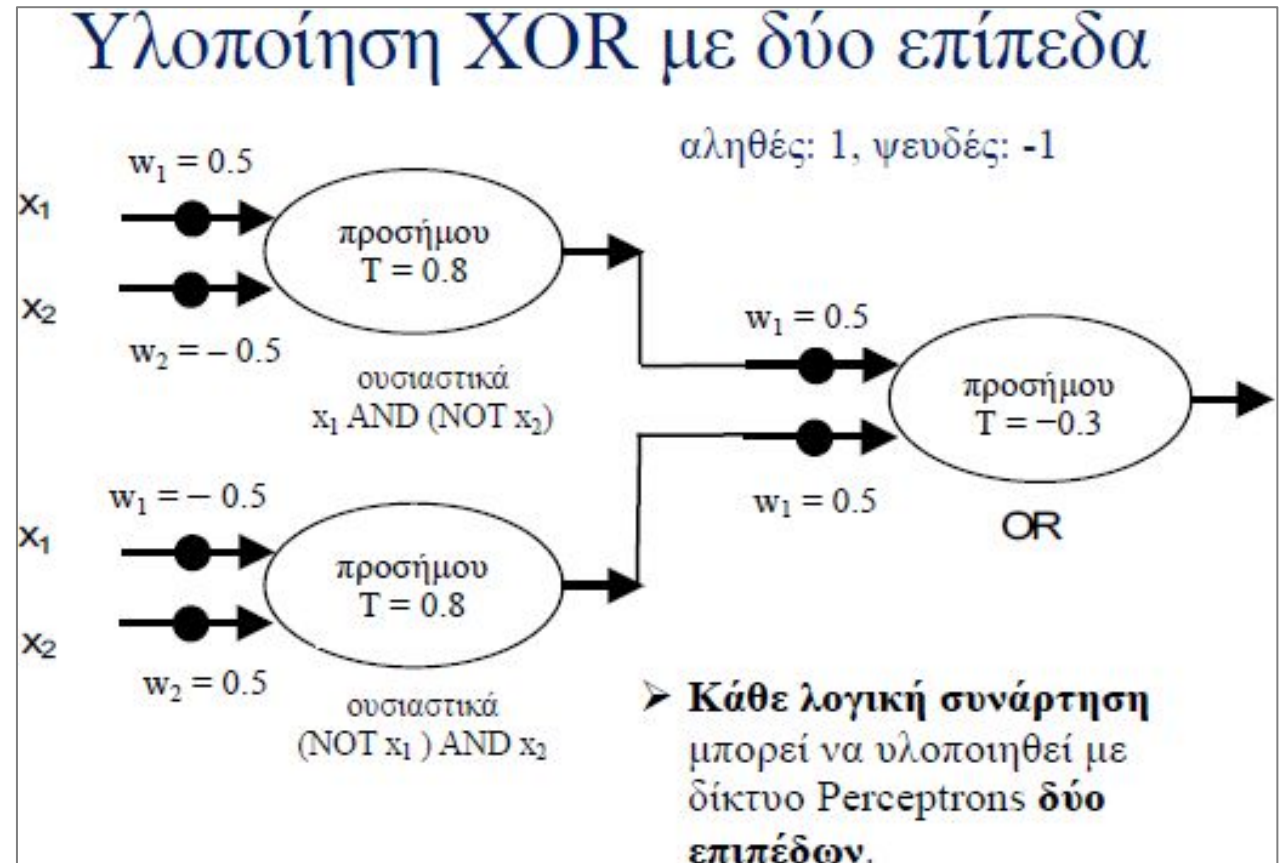 Υλοποίηση XOR με δύο επίπεδα
αληθές: 1, ψευδές: -1
w₁ = 0.5
x₁
x₂
w₂ = – 0.5
προσήμου
T = 0.8
ουσιαστικά
x₁ AND (NOT x₂)
w₁ = – 0.5
x₁
x₂
w₂ = 0.5
προσήμου
T = 0.8
ουσιαστικά
(NOT x₁ ) AND x₂
w₁ = 0.5
w₁ = 0.5
προσήμου
T = −0.3
OR
➢ Κάθε λογική συνάρτηση
μπορεί να υλοποιηθεί με
δίκτυο Perceptrons δύο
επιπέδων.